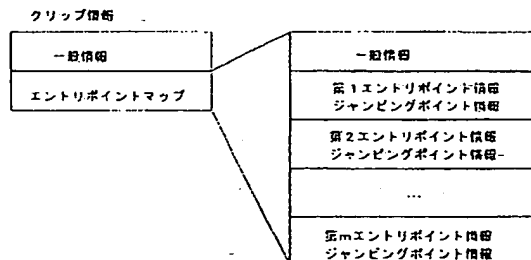 クリップ情報
一般情報
エントリポイントマップ
一般情報
第1エントリポイント情報
ジャンピングポイント情報
第2エントリポイント情報
ジャンピングポイント情報
...
第mエントリポイント情報
ジャンピングポイント情報